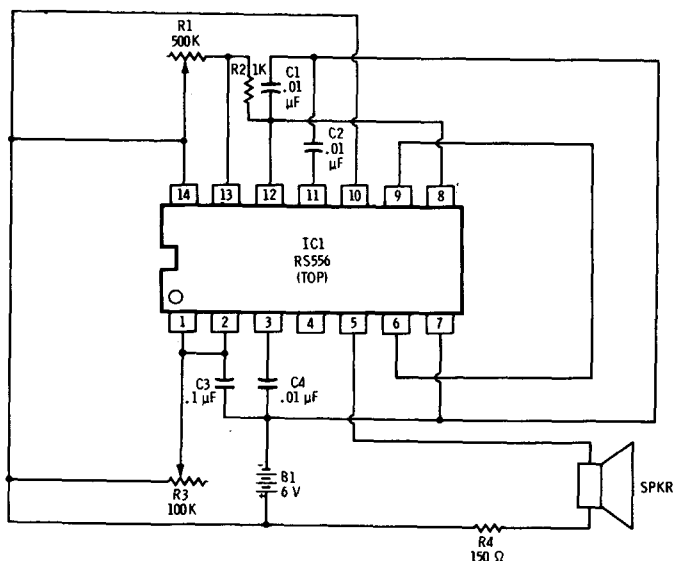 R1
500K
R2 1K
C1
.01
μF
C2
.01
μF
14 13 12 11 10 9 8
IC1
RS556
(TOP)
1 2 3 4 5 6 7
C3
.1 μF
C4
.01 μF
- 
B1
6 V
+
R3
100K
SPKR
R4
150 Ω